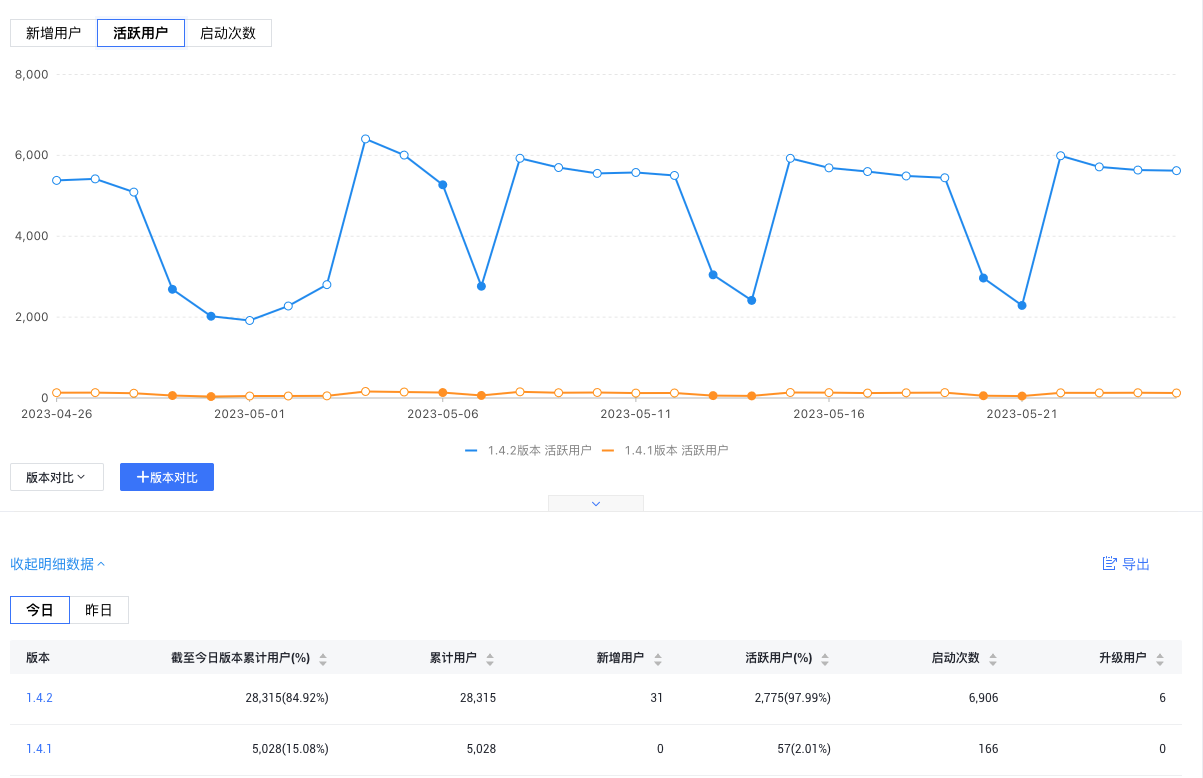 新增用户 活跃用户 启动次数
8,000
6,000
4,000
2,000
0
2023-04-26 2023-05-01 2023-05-06 2023-05-11 2023-05-16 2023-05-21
1.4.2版本 活跃用户 1.4.1版本 活跃用户
版本对比 +版本对比
收起明细数据 导出
今日 昨日
版本 截至今日版本累计用户(%) 累计用户 新增用户 活跃用户(%) 启动次数 升级用户
1.4.2 28,315(84.92%) 28,315 31 2,775(97.99%) 6,906 6
1.4.1 5,028(15.08%) 5,028 0 57(2.01%) 166 0